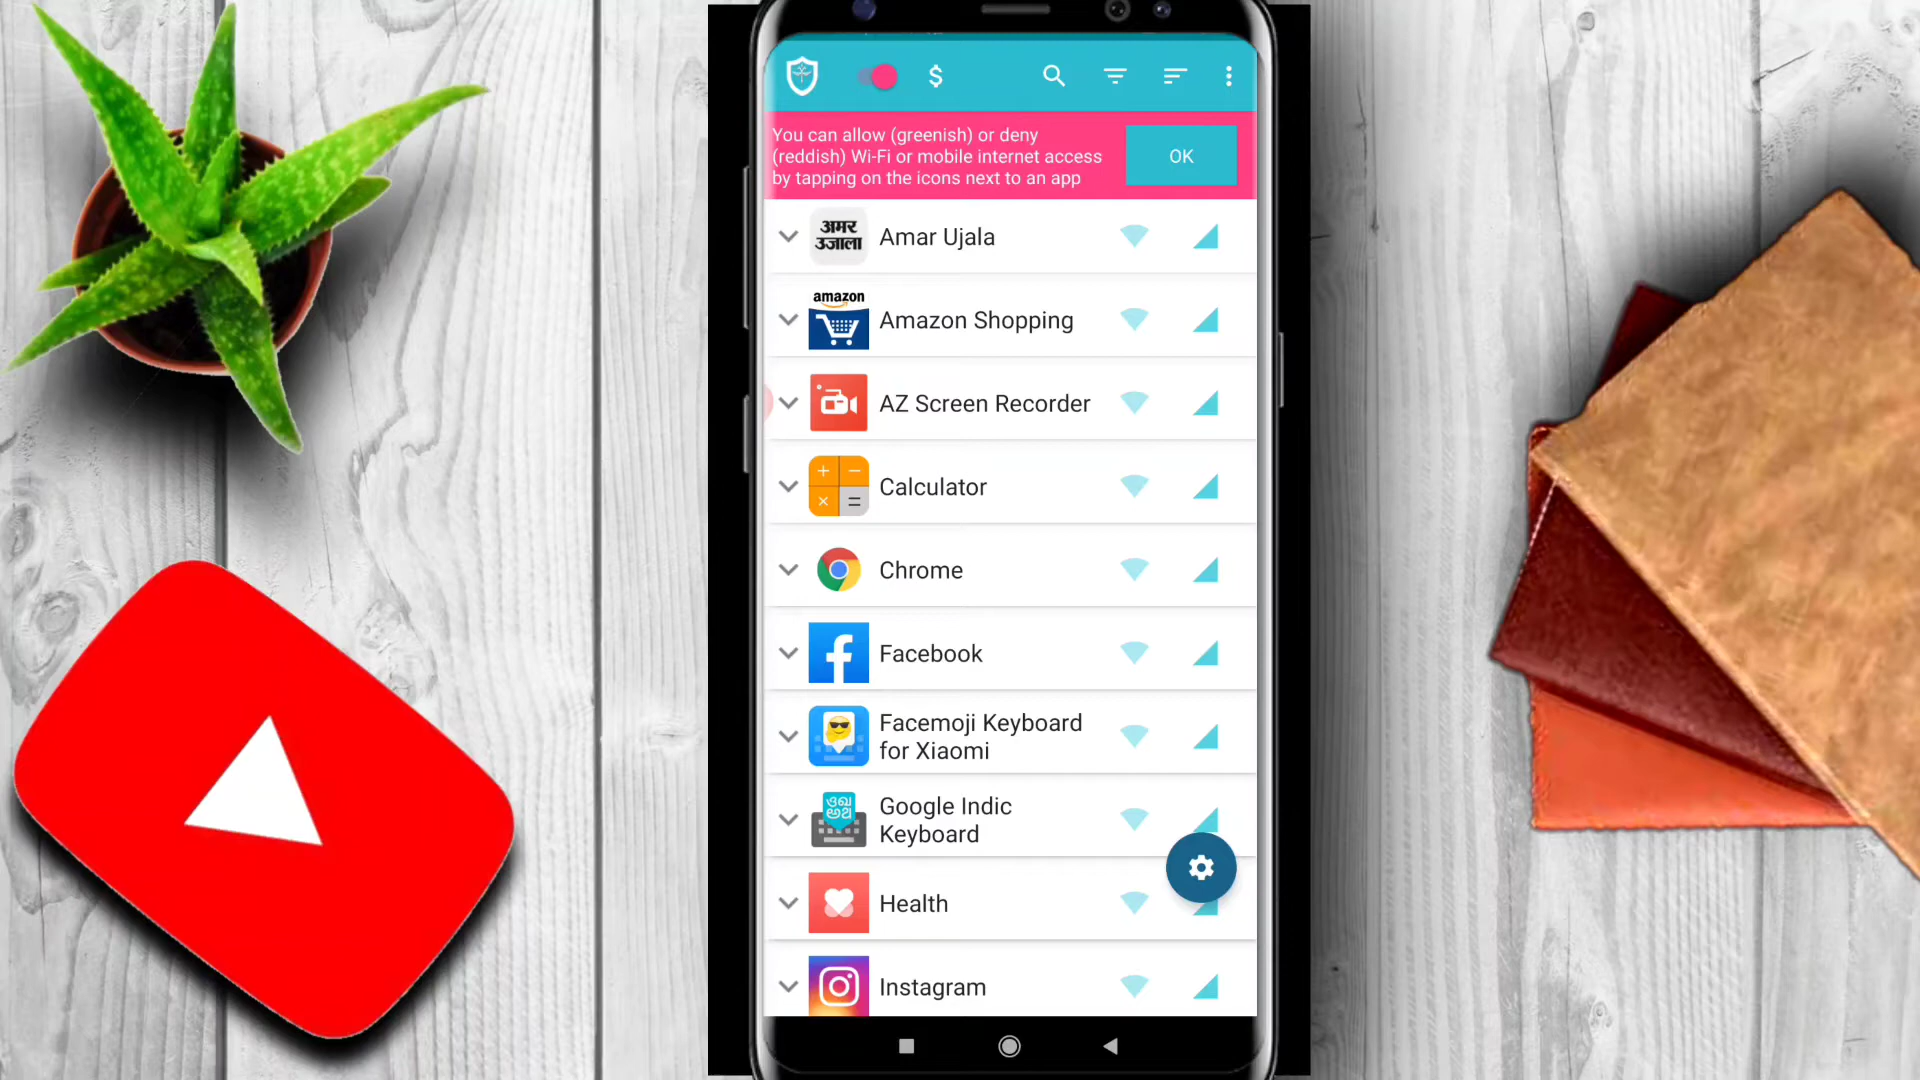 $
You can allow (greenish) or deny
(reddish) Wi-Fi or mobile internet access
by tapping on the icons next to an app
OK
अमर
उजाला
Amar Ujala
amazon
Amazon Shopping
AZ Screen Recorder
Calculator
Chrome
Facebook
Facemoji Keyboard
for Xiaomi
Google Indic
Keyboard
Health
Instagram